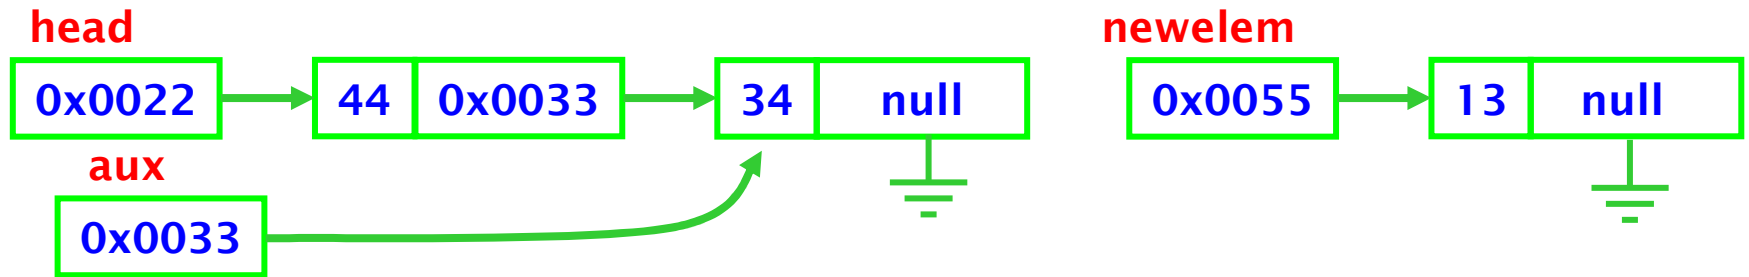 head newelem
0x0022 44 0x0033 34 null 0x0055 13 null
aux
0x0033